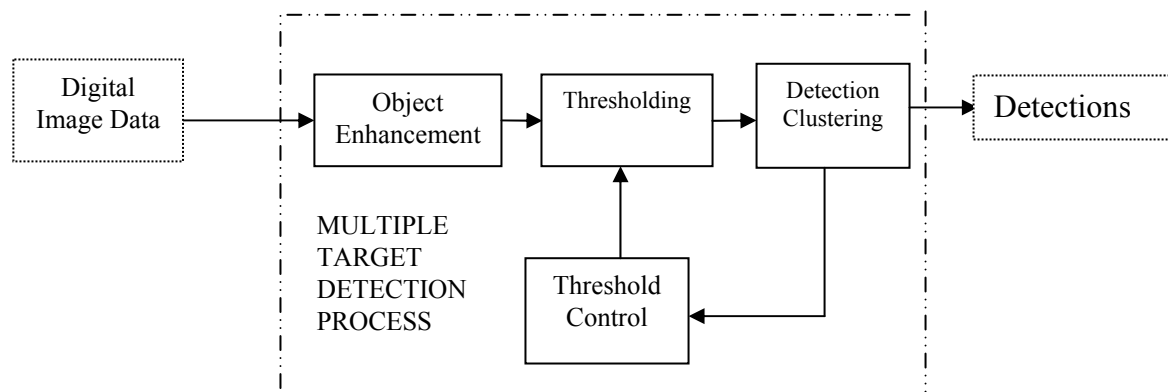 Digital
Image Data
Object
Enhancement
Thresholding
Detection
Clustering
Detections
MULTIPLE
TARGET
DETECTION
PROCESS
Threshold
Control